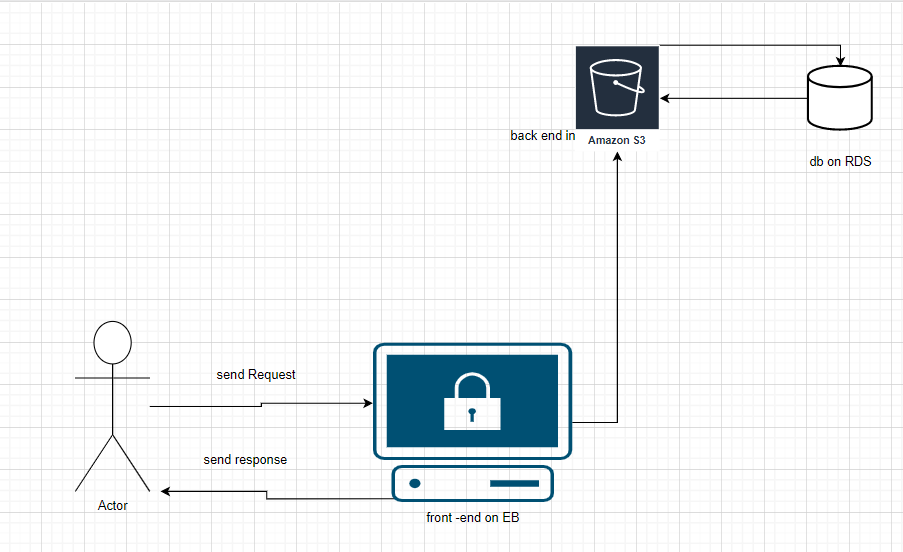 back end in
Amazon S3
db on RDS
send Request
send response
Actor
front -end on EB